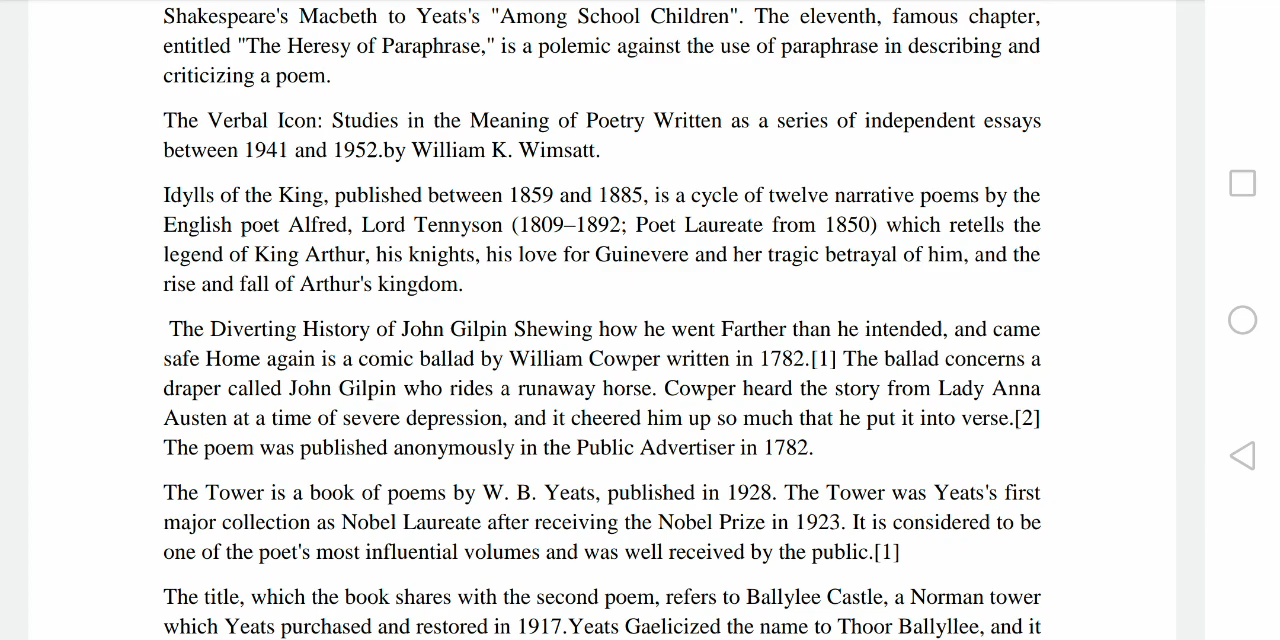 Shakespeare's Macbeth to Yeats's "Among School Children". The eleventh, famous chapter,
entitled "The Heresy of Paraphrase," is a polemic against the use of paraphrase in describing and
criticizing a poem.
The Verbal Icon: Studies in the Meaning of Poetry Written as a series of independent essays
between 1941 and 1952.by William K. Wimsatt.
Idylls of the King, published between 1859 and 1885, is a cycle of twelve narrative poems by the
English poet Alfred, Lord Tennyson (1809–1892; Poet Laureate from 1850) which retells the
legend of King Arthur, his knights, his love for Guinevere and her tragic betrayal of him, and the
rise and fall of Arthur's kingdom.
The Diverting History of John Gilpin Shewing how he went Farther than he intended, and came
safe Home again is a comic ballad by William Cowper written in 1782.[1] The ballad concerns a
draper called John Gilpin who rides a runaway horse. Cowper heard the story from Lady Anna
Austen at a time of severe depression, and it cheered him up so much that he put it into verse.[2]
The poem was published anonymously in the Public Advertiser in 1782.
The Tower is a book of poems by W. B. Yeats, published in 1928. The Tower was Yeats's first
major collection as Nobel Laureate after receiving the Nobel Prize in 1923. It is considered to be
one of the poet's most influential volumes and was well received by the public.[1]
The title, which the book shares with the second poem, refers to Ballylee Castle, a Norman tower
which Yeats purchased and restored in 1917.Yeats Gaelicized the name to Thoor Ballyllee, and it